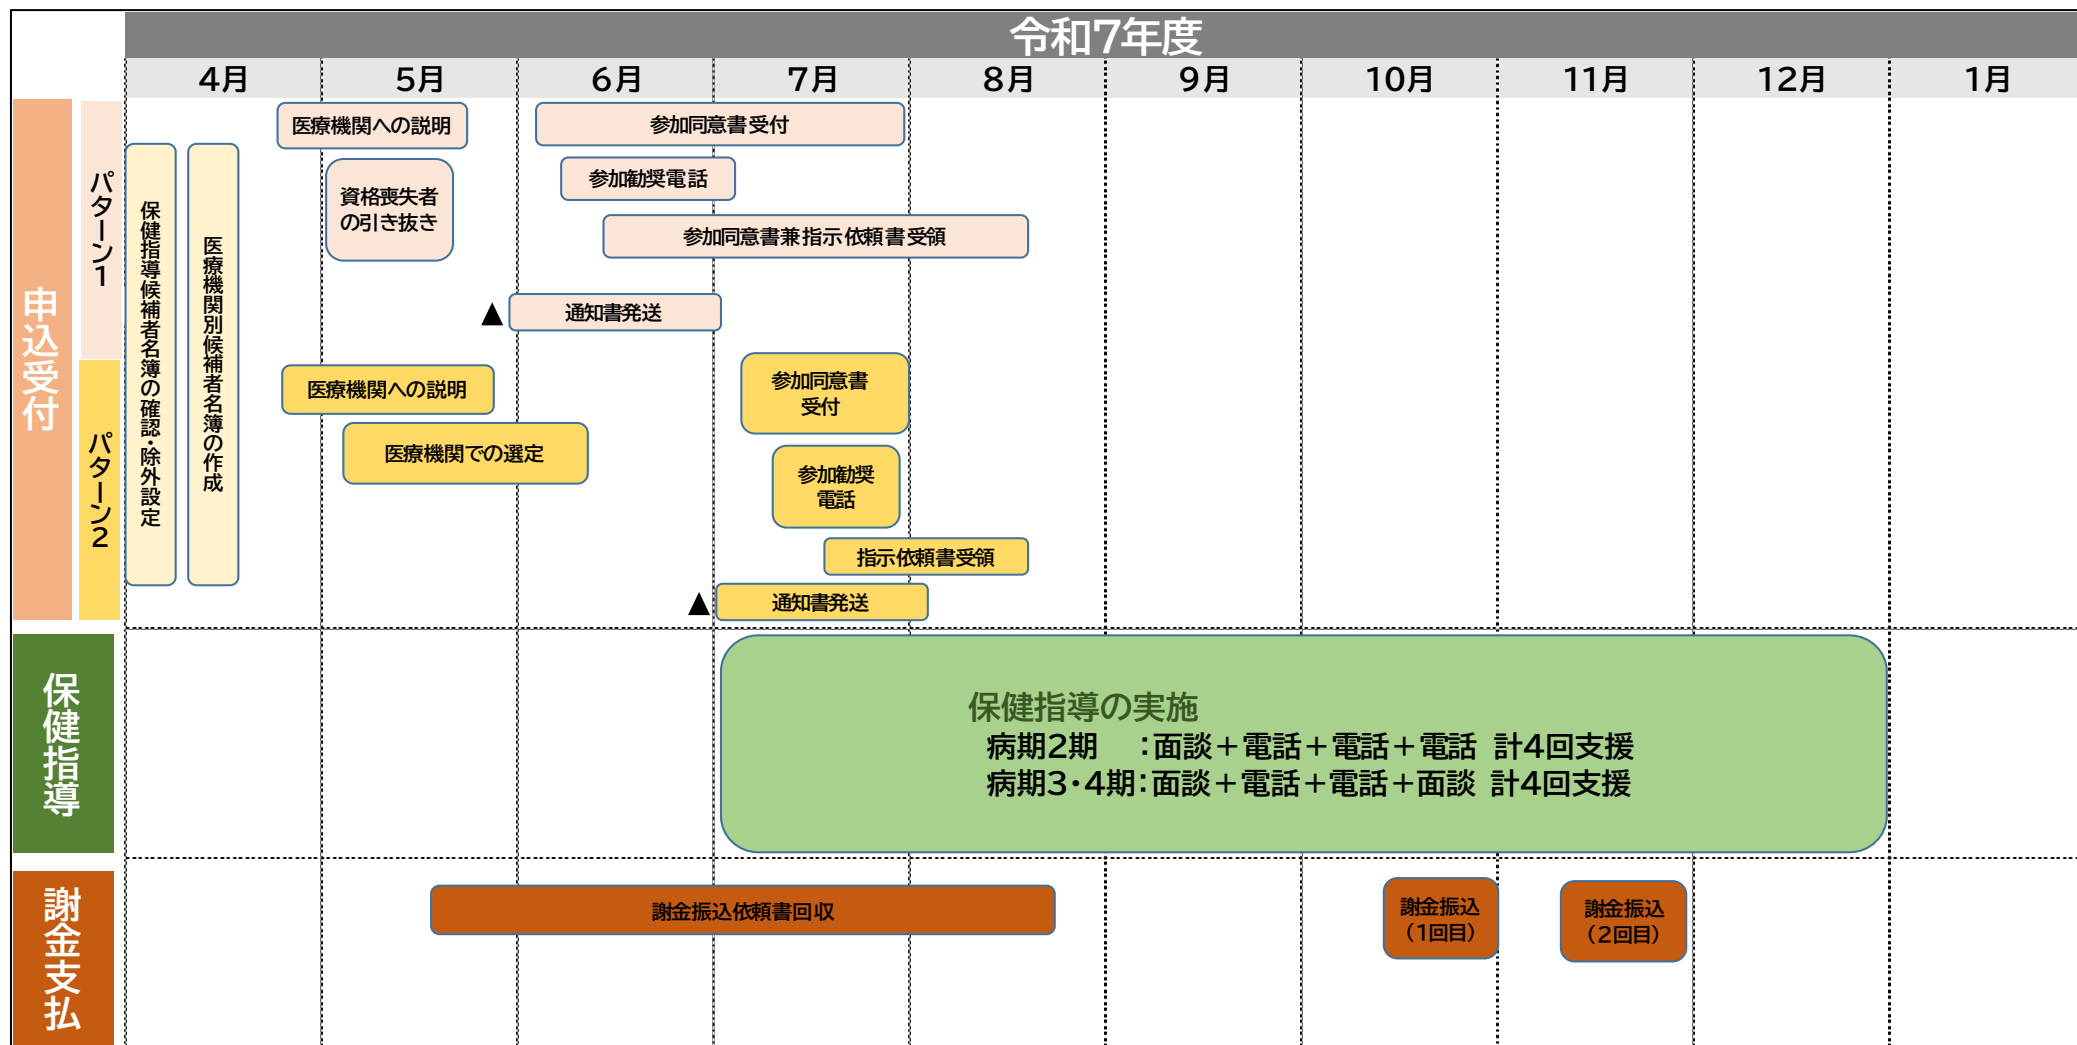 令和7年度
4月
5月
6月
7月
8月
9月
10月
11月
12月
1月
申込受付
パターン1
パターン2
保健指導候補者名簿の確認・除外設定
医療機関別候補者名簿の作成
医療機関への説明
参加同意書受付
資格喪失者
の引き抜き
参加勧奨電話
参加同意書兼指示依頼書受領
▲
通知書発送
医療機関への説明
参加同意書
受付
医療機関での選定
参加勧奨
電話
指示依頼書受領
▲
通知書発送
保健指導
保健指導の実施
病期2期 :面談+電話+電話+電話 計4回支援
病期3・4期:面談+電話+電話+面談 計4回支援
謝金支払
謝金振込依頼書回収
謝金振込
(1回目)
謝金振込
(2回目)